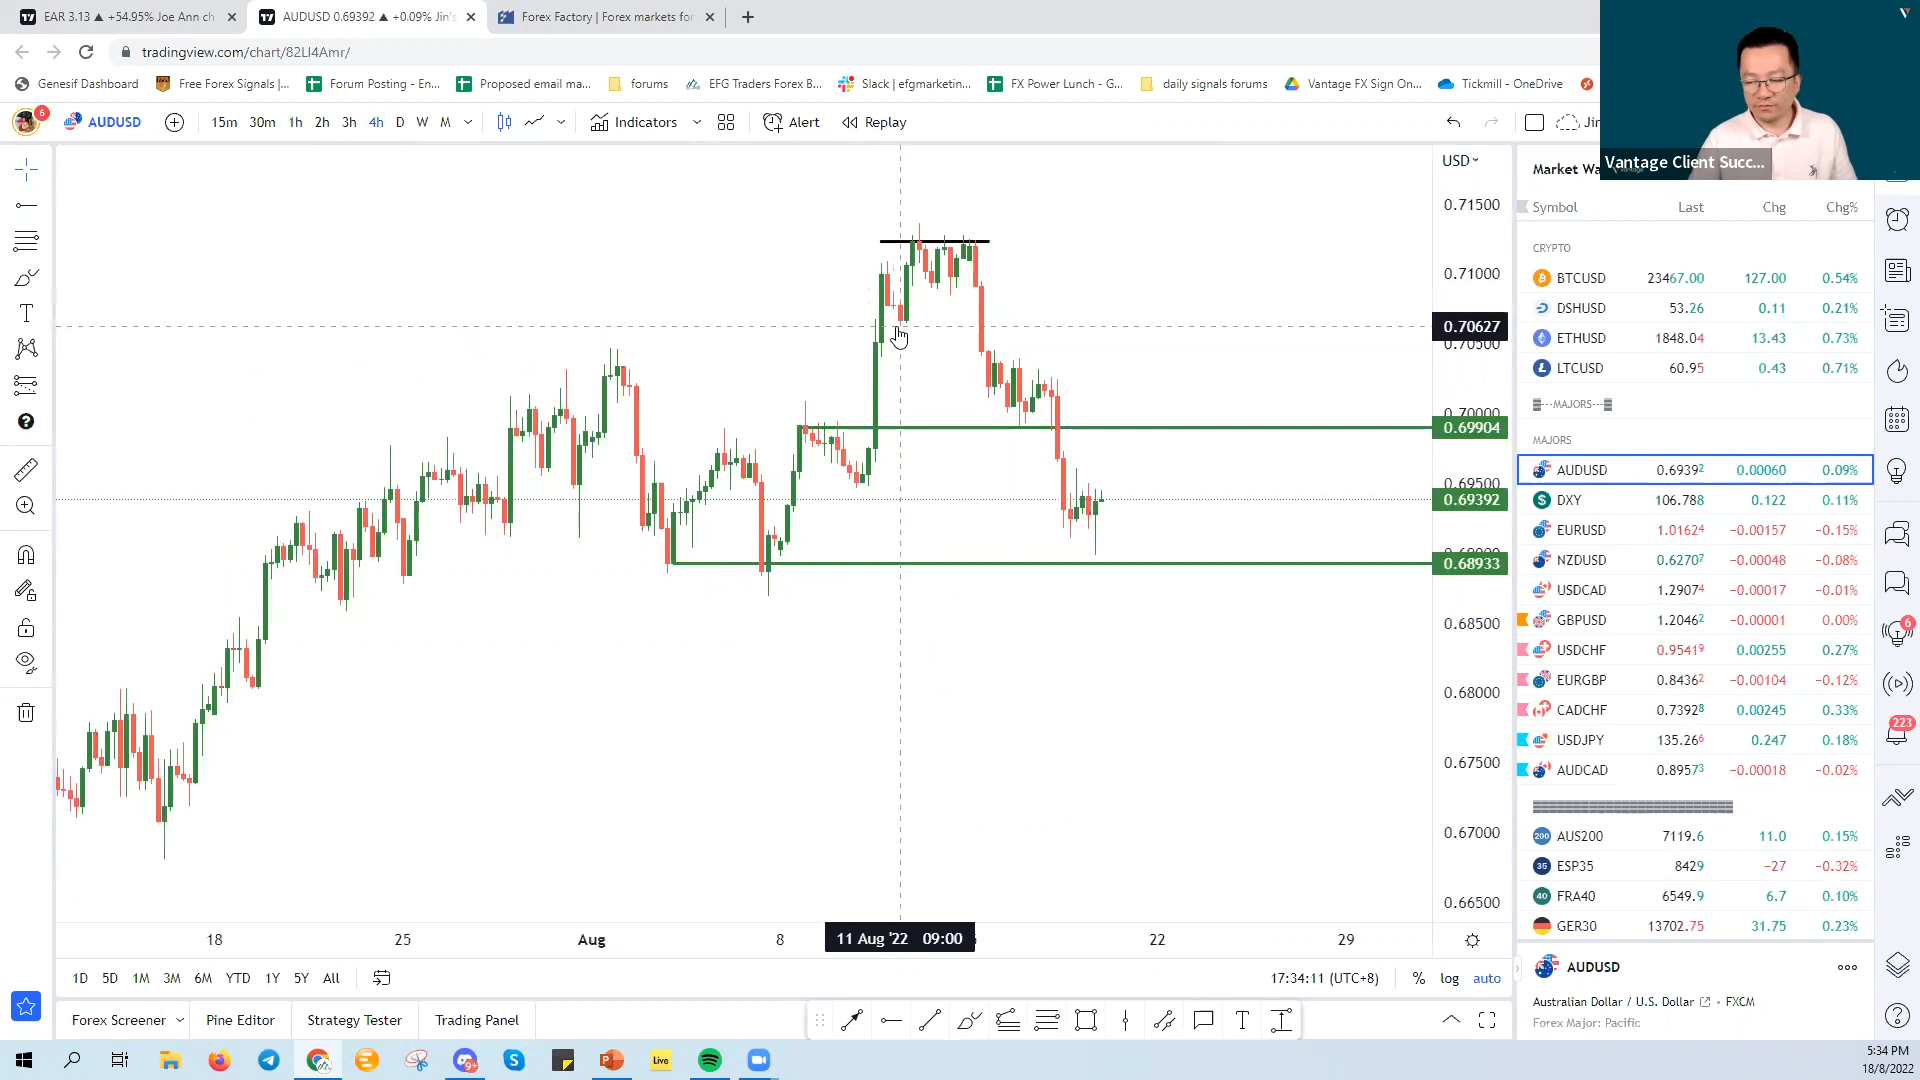 EAR 3.13 ▲ +54.95% Joe Ann ch
AUDUSD 0.69392 ▲ +0.09% Jin's
Forex Factory | Forex markets for
tradingview.com/chart/82LI4Amr/
Genesif Dashboard
Free Forex Signals |...
Forum Posting - En...
Proposed email ma...
forums
EFG Traders Forex B...
Slack | efgmarketin...
FX Power Lunch - G...
daily signals forums
Vantage FX Sign On...
Tickmill - OneDrive
6
AUDUSD
15m 30m 1h 2h 3h 4h D W M
Indicators
Alert
Replay
Jin
Vantage Client Succ...
USD
Market Wa
Symbol Last Chg Chg%
CRYPTO
BTCUSD 23467.00 127.00 0.54%
DSHUSD 53.26 0.11 0.21%
ETHUSD 1848.04 13.43 0.73%
LTCUSD 60.95 0.43 0.71%
---MAJORS---
MAJORS
AUDUSD 0.69392 0.00060 0.09%
DXY 106.788 0.122 0.11%
EURUSD 1.01624 −0.00157 −0.15%
NZDUSD 0.62707 −0.00048 −0.08%
USDCAD 1.29074 −0.00017 −0.01%
GBPUSD 1.20462 −0.00001 0.00%
USDCHF 0.95419 0.00255 0.27%
EURGBP 0.84362 −0.00104 −0.12%
CADCHF 0.73928 0.00245 0.33%
USDJPY 135.266 0.247 0.18%
AUDCAD 0.89573 −0.00018 −0.02%
AUS200 7119.6 11.0 0.15%
ESP35 8429 −27 −0.32%
FRA40 6549.9 6.7 0.10%
GER30 13702.75 31.75 0.23%
AUDUSD
Australian Dollar / U.S. Dollar • FXCM
Forex Major: Pacific
6
223
0.71500
0.71000
0.70627
0.70500
0.70000
0.69904
0.69500
0.69392
0.69000
0.68933
0.68500
0.68000
0.67500
0.67000
0.66500
18 25 Aug 8 11 Aug '22 09:00 22 29
1D 5D 1M 3M 6M YTD 1Y 5Y All
17:34:11 (UTC+8) % log auto
Forex Screener
Pine Editor
Strategy Tester
Trading Panel
9+
Live
5:34 PM
18/8/2022